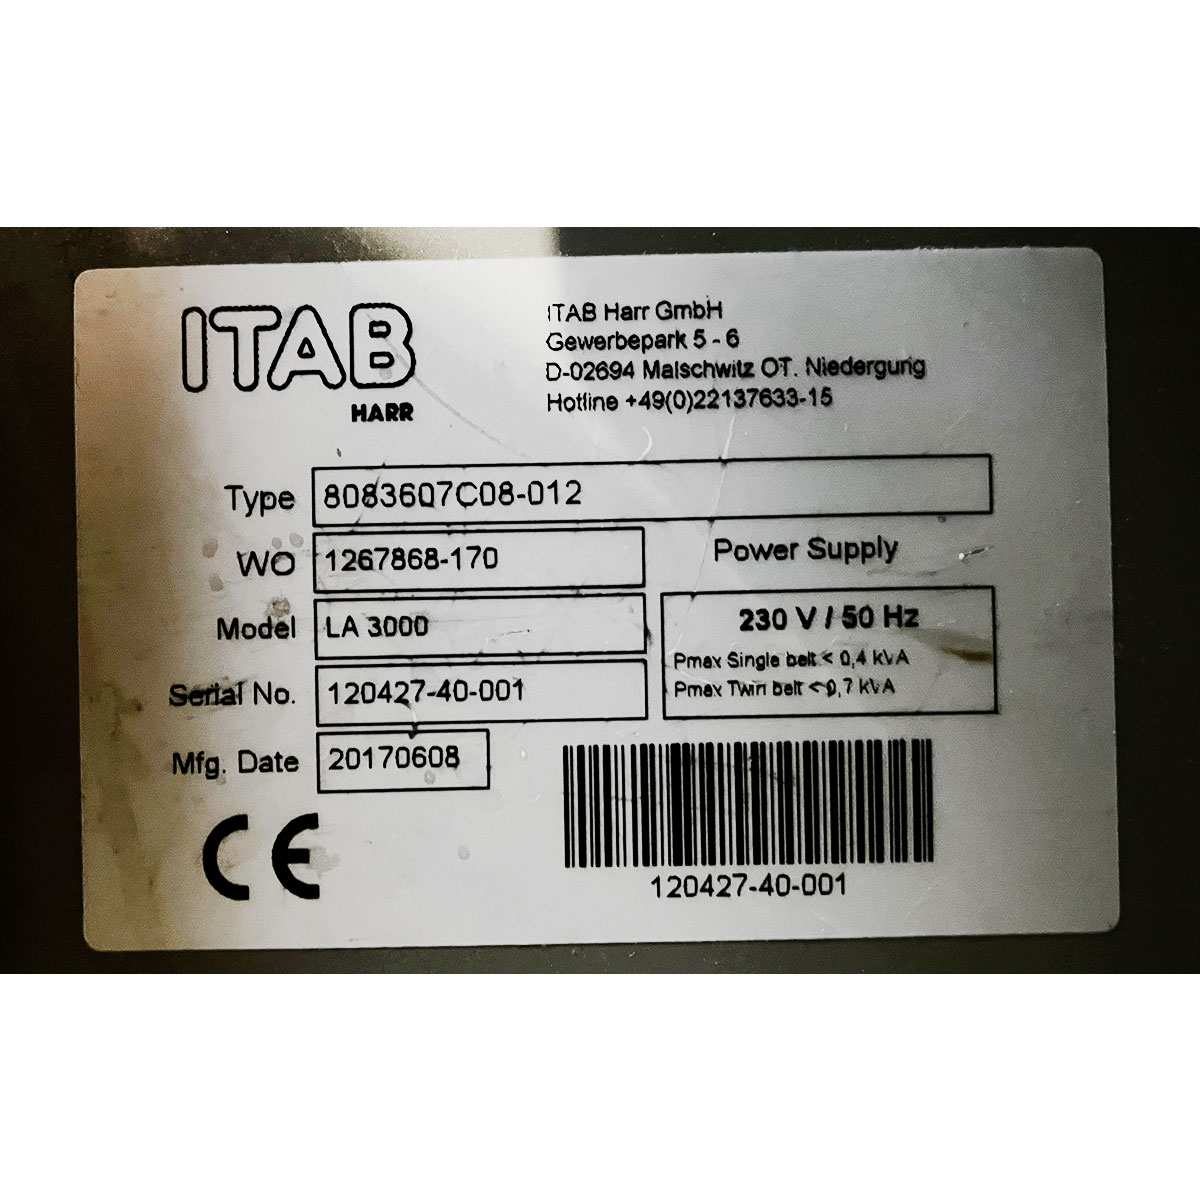 ITAB
HARR
ITAB Harr GmbH
Gewerbepark 5 - 6
D-02694 Malschwitz OT. Niedergurig
Hotline +49(0)22137633-15
Type 8083607C08-012
WO 1267868-170
Model LA 3000
Serial No. 120427-40-001
Mfg. Date 20170608
Power Supply
230 V / 50 Hz
Pmax Single belt < 0,4 kVA
Pmax Twin belt < 0,7 kVA
CE
120427-40-001